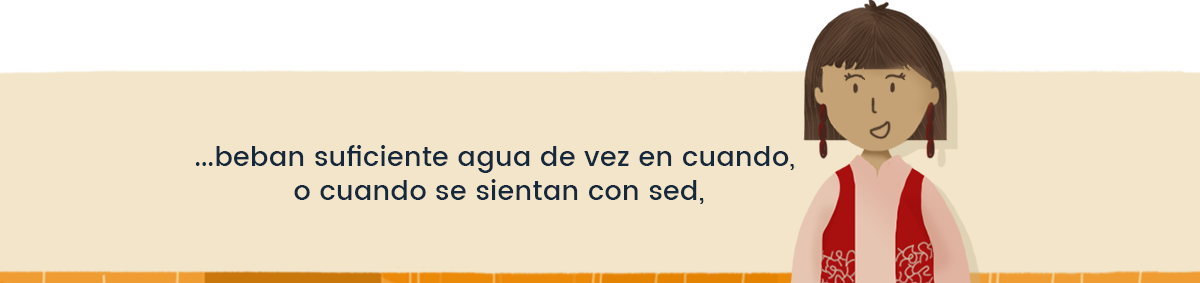 ...beban suficiente agua de vez en cuando,
o cuando se sientan con sed,